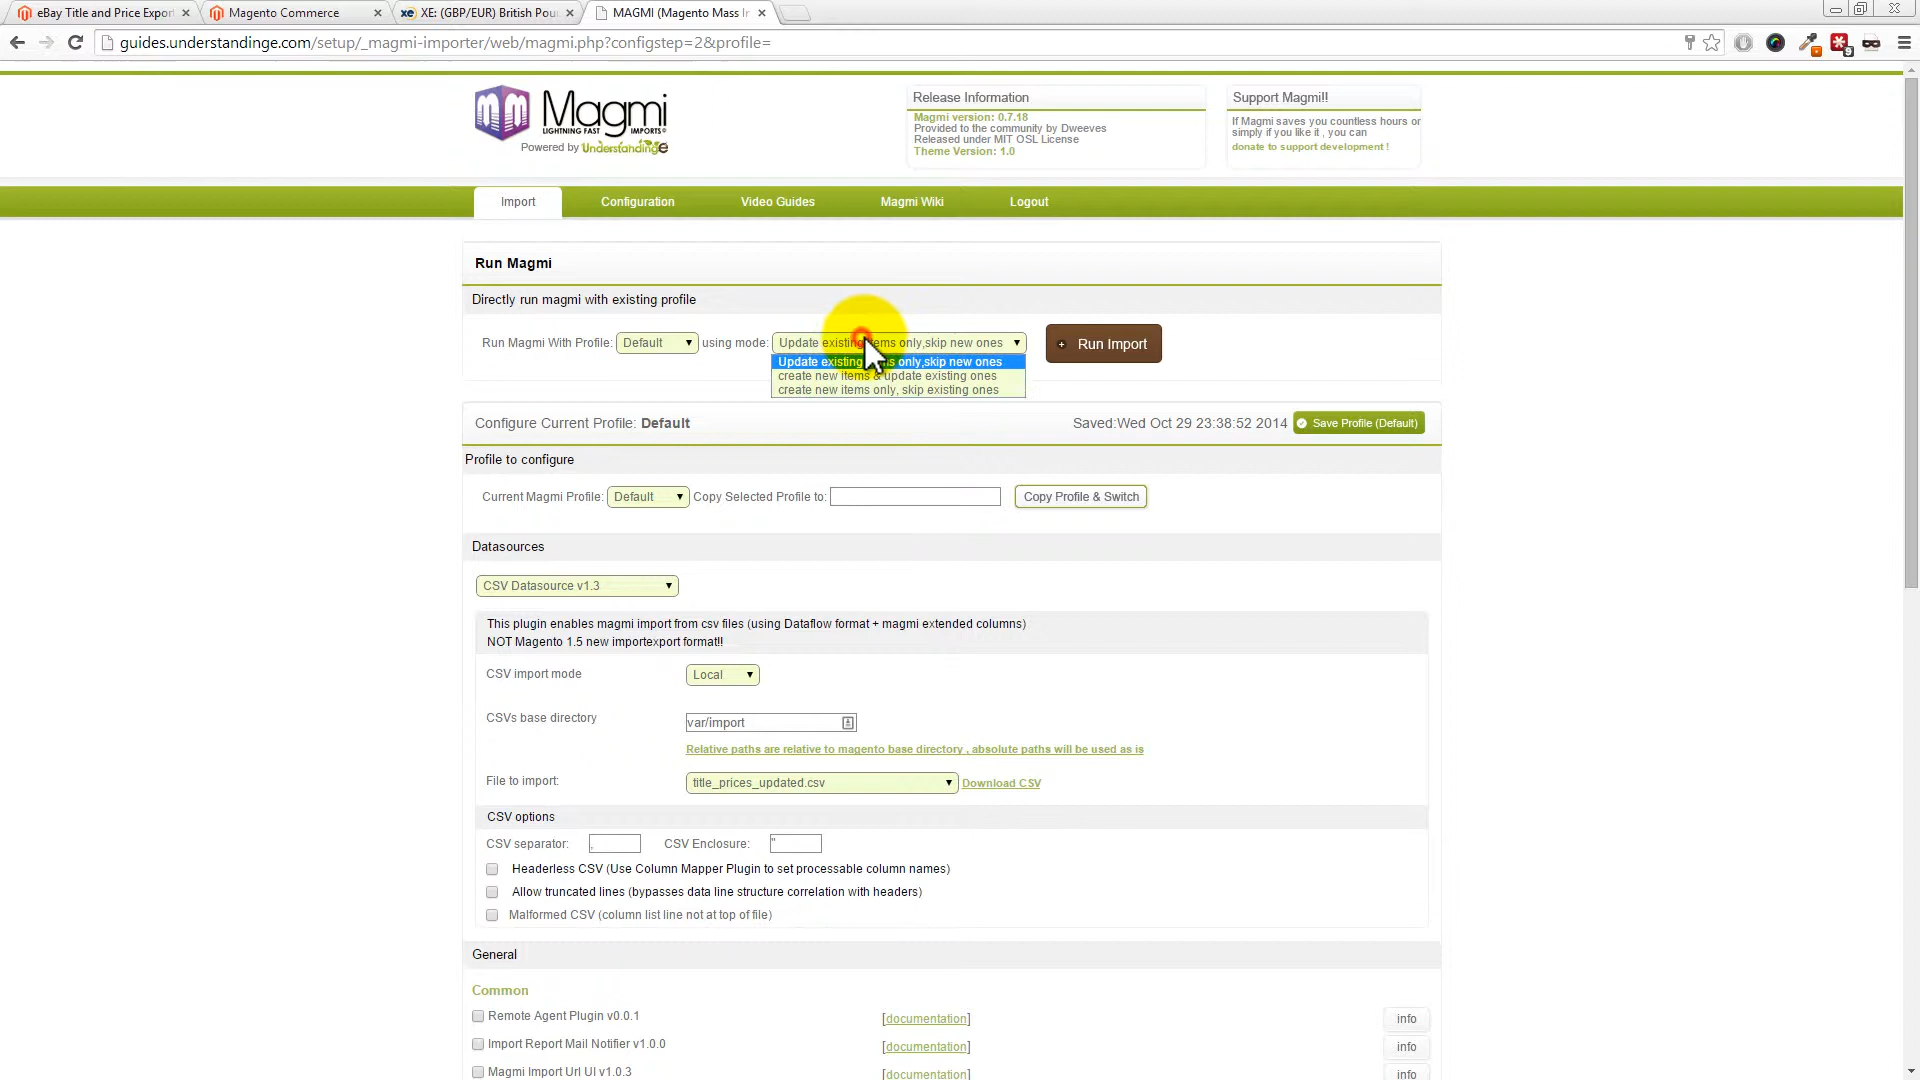 eBay Title and Price Expor
Magento Commerce
XE: (GBP/EUR) British Pou
MAGMI (Magento Mass I
guides.understandinge.com/setup/_magmi-importer/web/magmi.php?configstep=2&profile=
Magmi
LIGHTNING FAST IMPORTS
Powered by Understandinge
Release Information
Magmi version: 0.7.18
Provided to the community by Dweeves
Released under MIT OSL License
Theme Version: 1.0
Support Magmi!!
If Magmi saves you countless hours or
simply if you like it , you can
donate to support development !
Import
Configuration
Video Guides
Magmi Wiki
Logout
Run Magmi
Directly run magmi with existing profile
Run Magmi With Profile: Default using mode: Update existing items only,skip new ones
Run Import
Update existing items only,skip new ones
create new items & update existing ones
create new items only, skip existing ones
Configure Current Profile: Default
Saved:Wed Oct 29 23:38:52 2014
Save Profile (Default)
Profile to configure
Current Magmi Profile: Default Copy Selected Profile to:
Copy Profile & Switch
Datasources
CSV Datasource v1.3
This plugin enables magmi import from csv files (using Dataflow format + magmi extended columns)
NOT Magento 1.5 new importexport format!!
CSV import mode
Local
CSVs base directory
var/import
Relative paths are relative to magento base directory , absolute paths will be used as is
File to import:
title_prices_updated.csv
Download CSV
CSV options
CSV separator: ,
CSV Enclosure: "
Headerless CSV (Use Column Mapper Plugin to set processable column names)
Allow truncated lines (bypasses data line structure correlation with headers)
Malformed CSV (column list line not at top of file)
General
Common
Remote Agent Plugin v0.0.1
[documentation]
info
Import Report Mail Notifier v1.0.0
[documentation]
info
Magmi Import Url UI v1.0.3
[documentation]
info